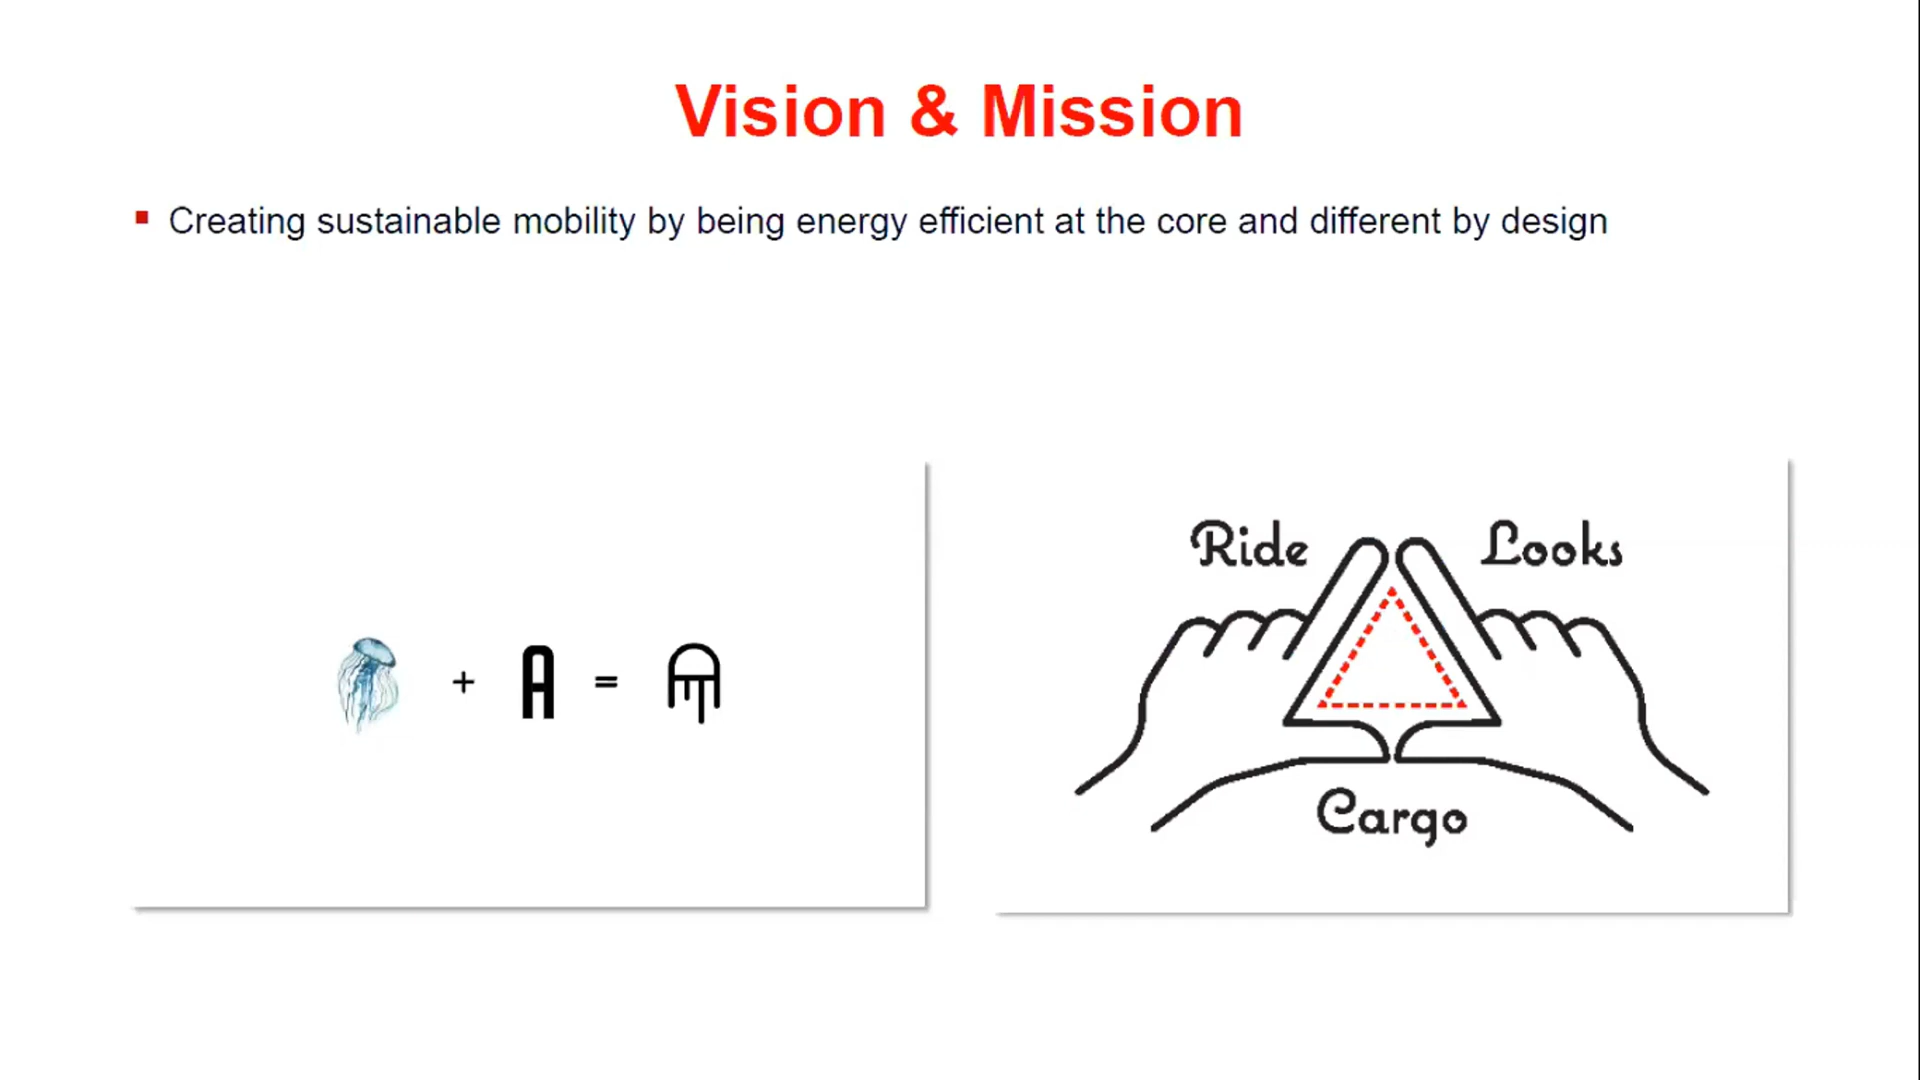 Vision & Mission
Creating sustainable mobility by being energy efficient at the core and different by design
+ A =
Ride
Looks
Cargo